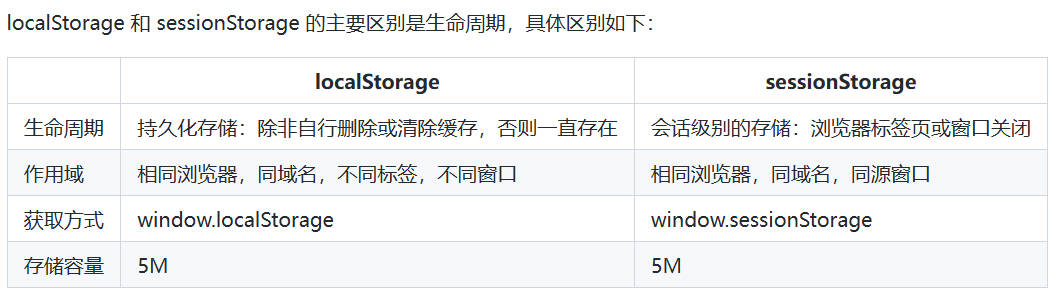 localStorage 和 sessionStorage 的主要区别是生命周期，具体区别如下：
localStorage sessionStorage
生命周期 持久化存储：除非自行删除或清除缓存，否则一直存在 会话级别的存储：浏览器标签页或窗口关闭
作用域 相同浏览器，同域名，不同标签，不同窗口 相同浏览器，同域名，同源窗口
获取方式 window.localStorage window.sessionStorage
存储容量 5M 5M